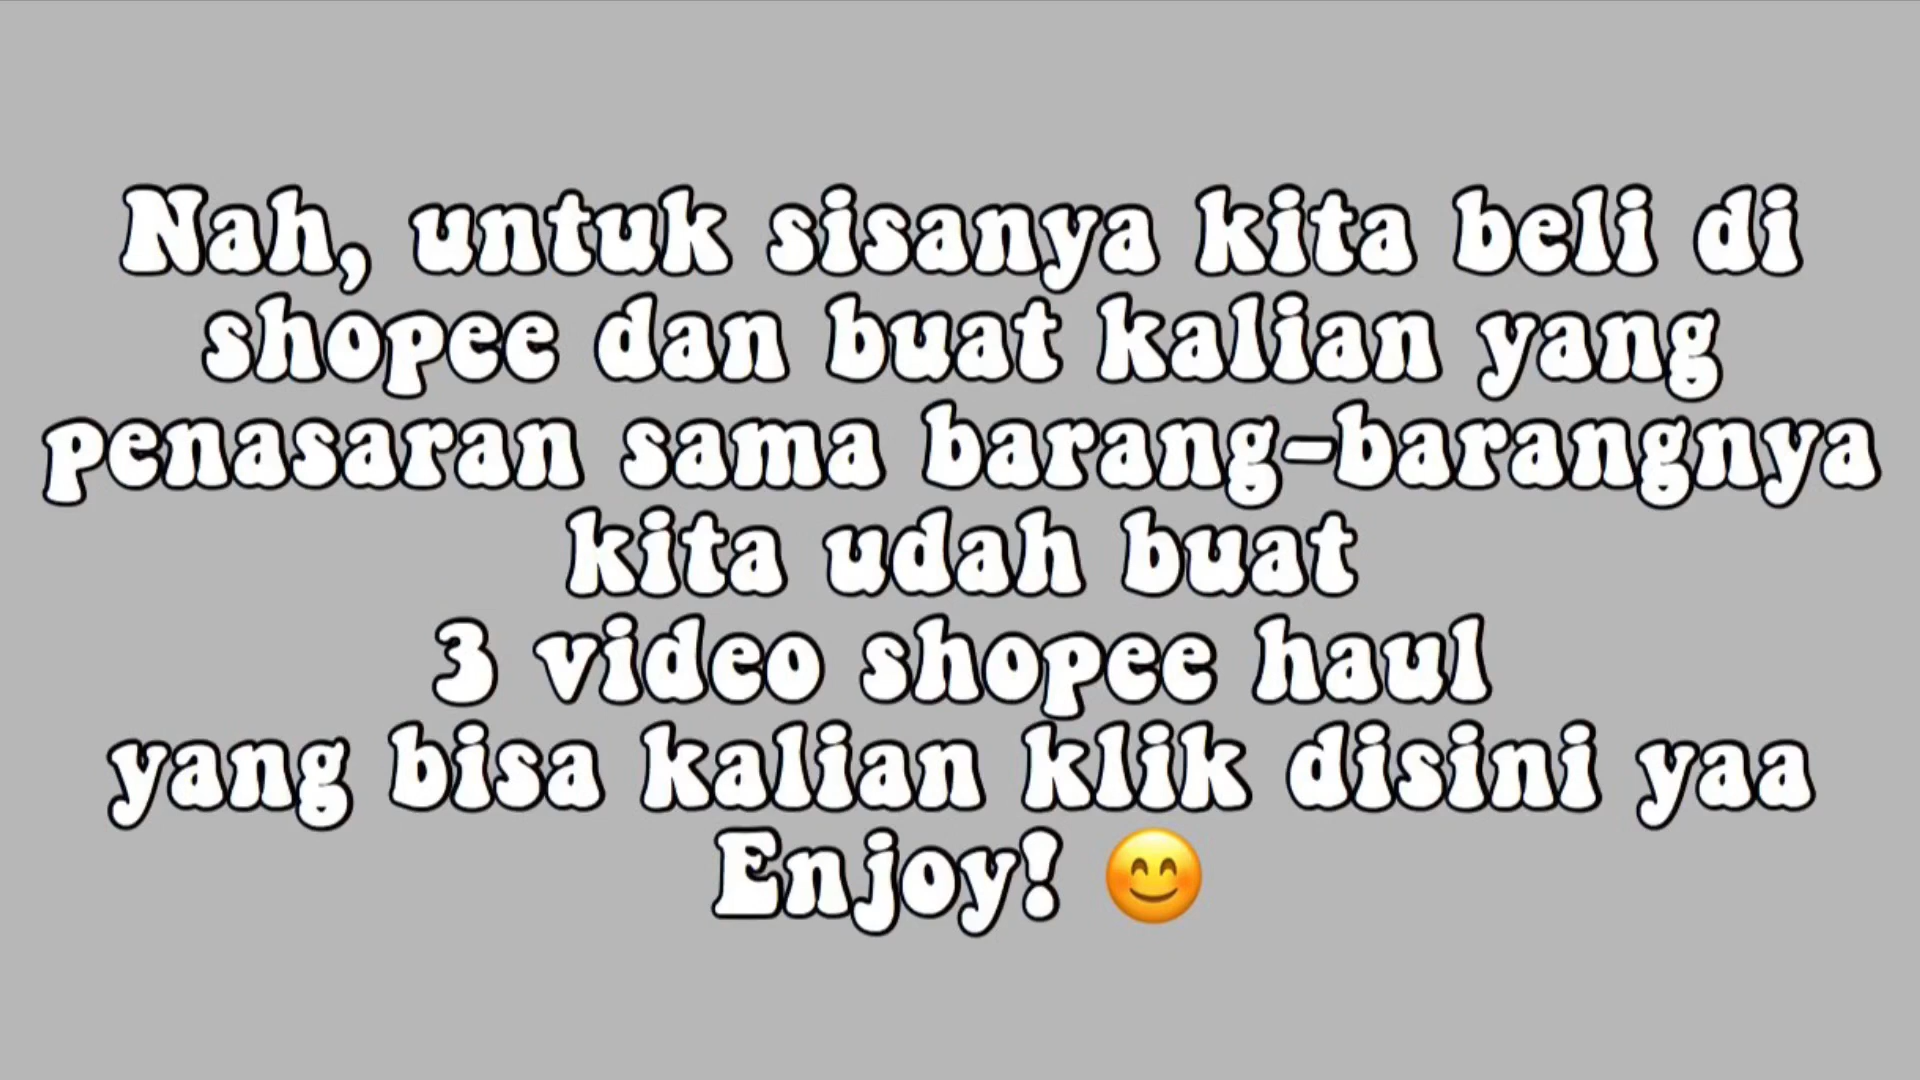 Nah, untuk sisanya kita beli di
shopee dan buat kalian yang
penasaran sama barang-barangnya
kita udah buat
3 video shopee haul
yang bisa kalian klik disini yaa
Enjoy! 😊